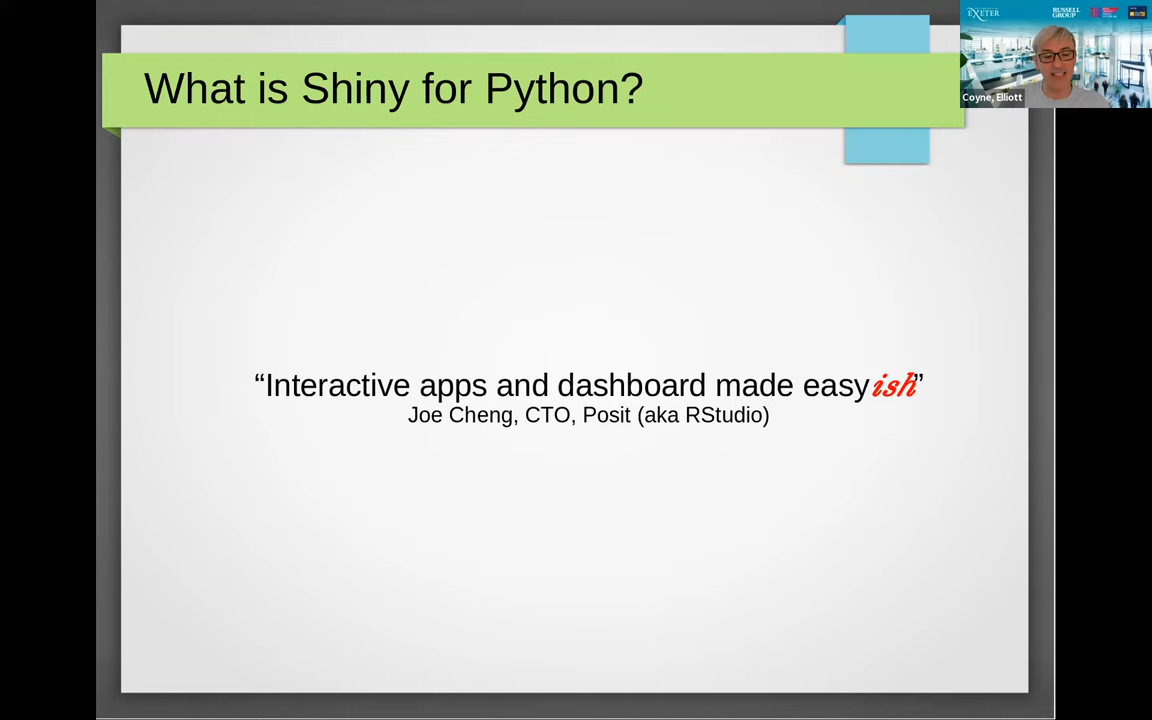 What is Shiny for Python?
EXETER
RUSSELL
GROUP
Coyne, Elliott
“Interactive apps and dashboard made easyish”
Joe Cheng, CTO, Posit (aka RStudio)